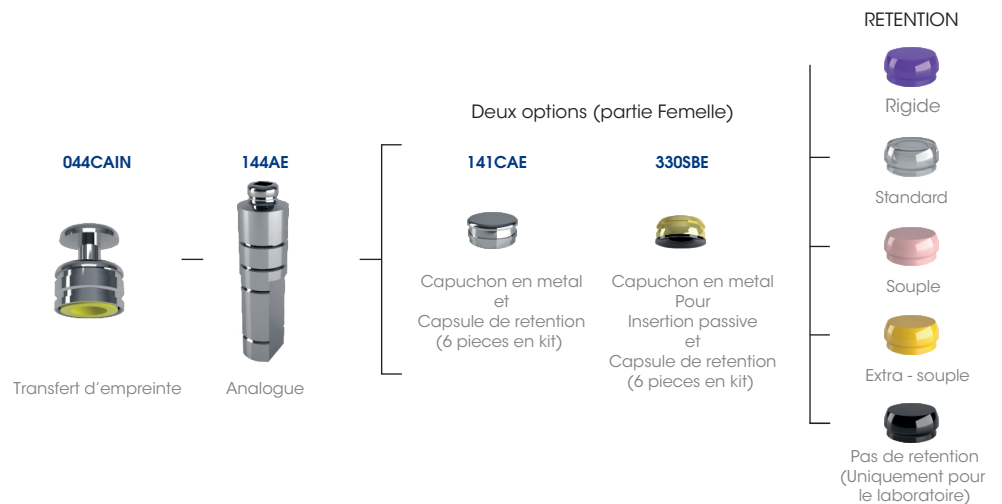 044CAIN
Transfert d'empreinte
144AE
Analogue
Deux options (partie Femelle)
141CAE
Capuchon en metal
et
Capsule de retention
(6 pieces en kit)
330SBE
Capuchon en metal
Pour
Insertion passive
et
Capsule de retention
(6 pieces en kit)
RETENTION
Rigide
Standard
Souple
Extra - souple
Pas de retention
(Uniquement pour
le laboratoire)